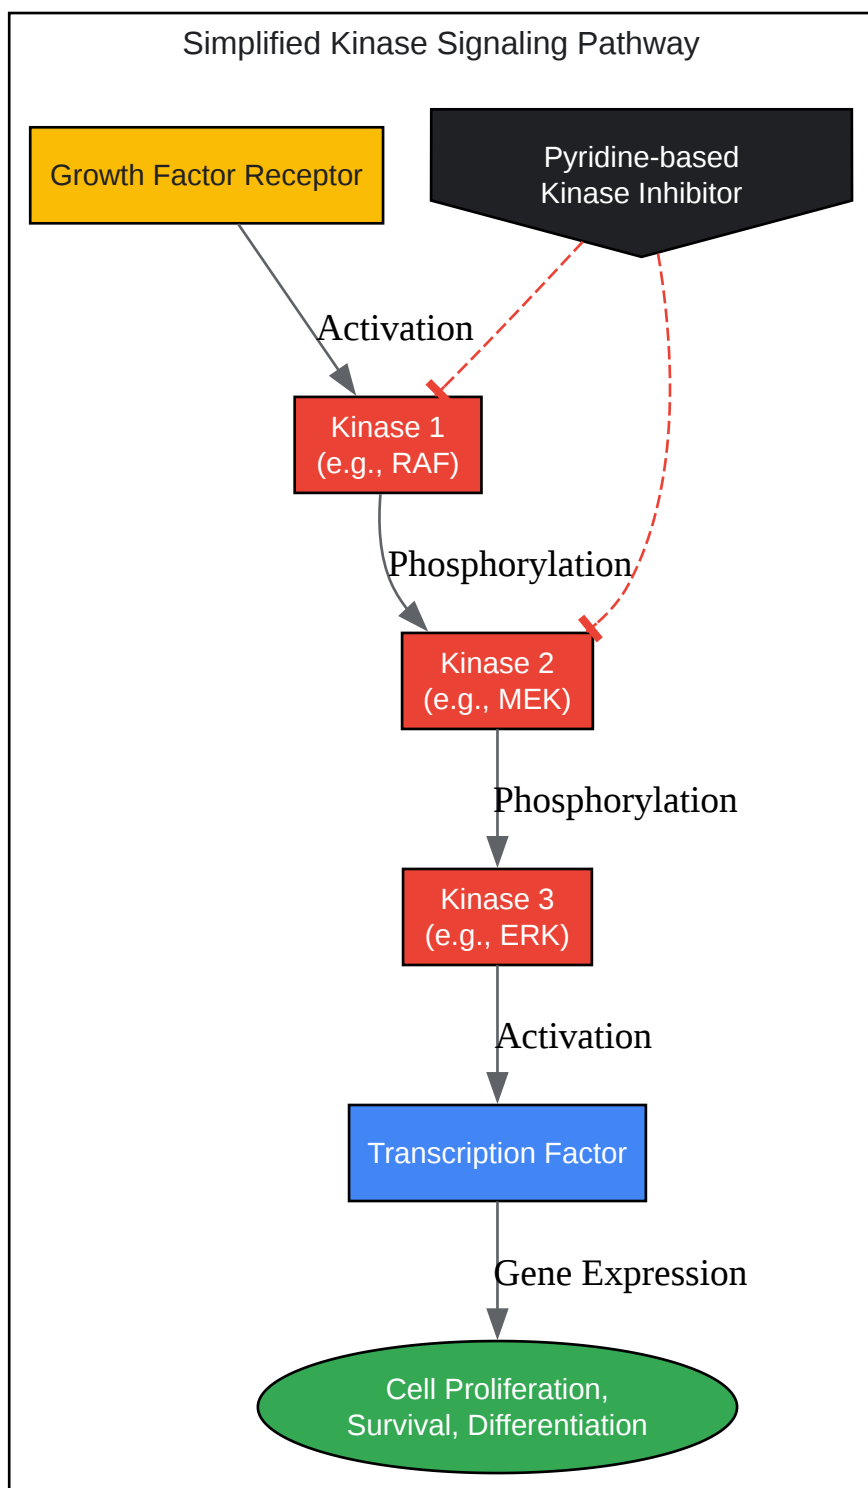 Simplified Kinase Signaling Pathway
Growth Factor Receptor
Pyridine-based
Kinase Inhibitor
Activation
Kinase 1
(e.g., RAF)
Phosphorylation
Kinase 2
(e.g., MEK)
Phosphorylation
Kinase 3
(e.g., ERK)
Activation
Transcription Factor
Gene Expression
Cell Proliferation,
Survival, Differentiation